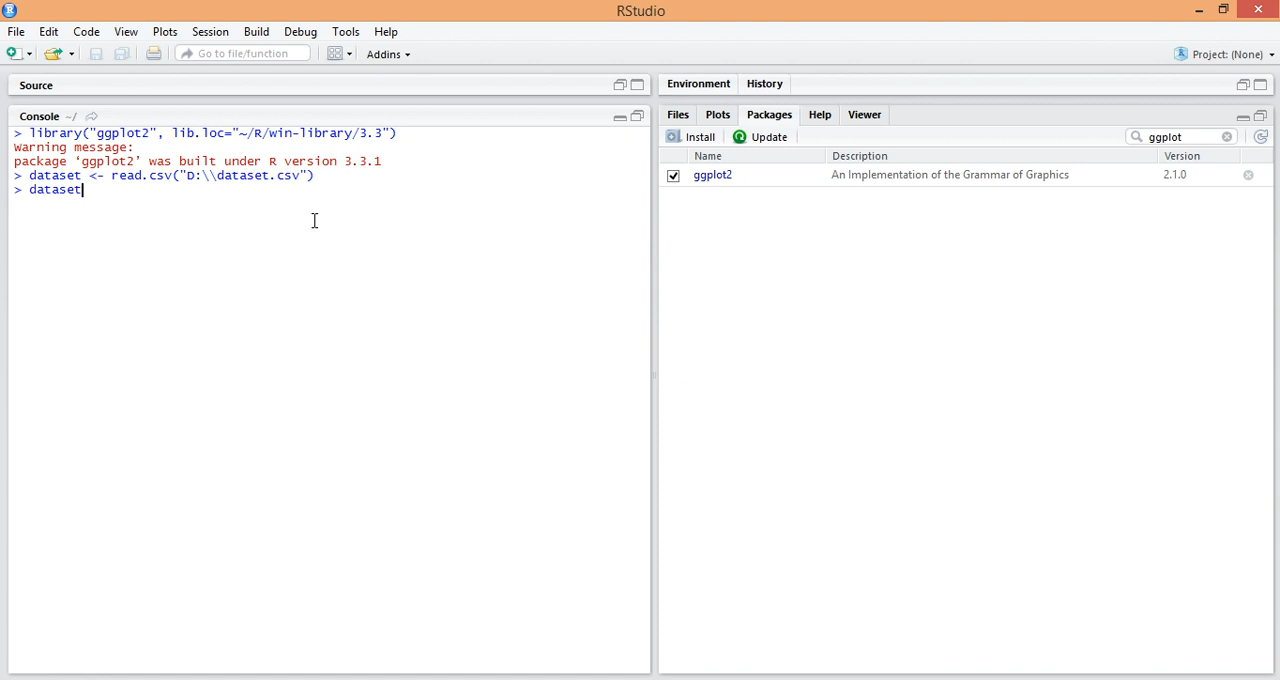 RStudio
File Edit Code View Plots Session Build Debug Tools Help
Go to file/function Addins Project: (None)
Source
Console ~/
> library("ggplot2", lib.loc="~/R/win-library/3.3")
Warning message:
package ‘ggplot2’ was built under R version 3.3.1
> dataset <- read.csv("D:\\dataset.csv")
> dataset
Environment History
Files Plots Packages Help Viewer
Install Update ggplot
Name Description Version
ggplot2 An Implementation of the Grammar of Graphics 2.1.0